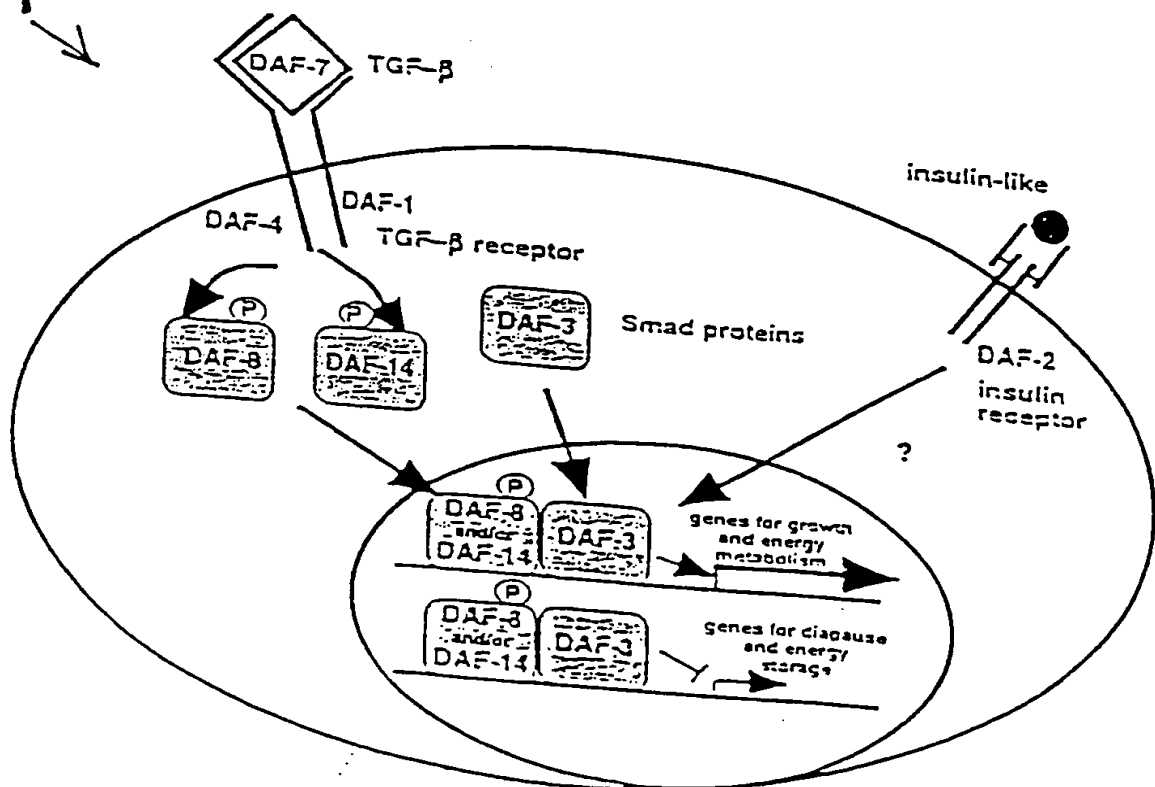 DAF-7
TGF-β
DAF-4
DAF-1
TGF-β receptor
insulin-like
P
P
DAF-8
DAF-14
DAF-3
Smad proteins
DAF-2
insulin
receptor
?
P
DAF-8
and/or
DAF-14
DAF-3
genes for growth
and energy
metabolism
P
DAF-8
and/or
DAF-14
DAF-3
genes for diapause
and energy
storage